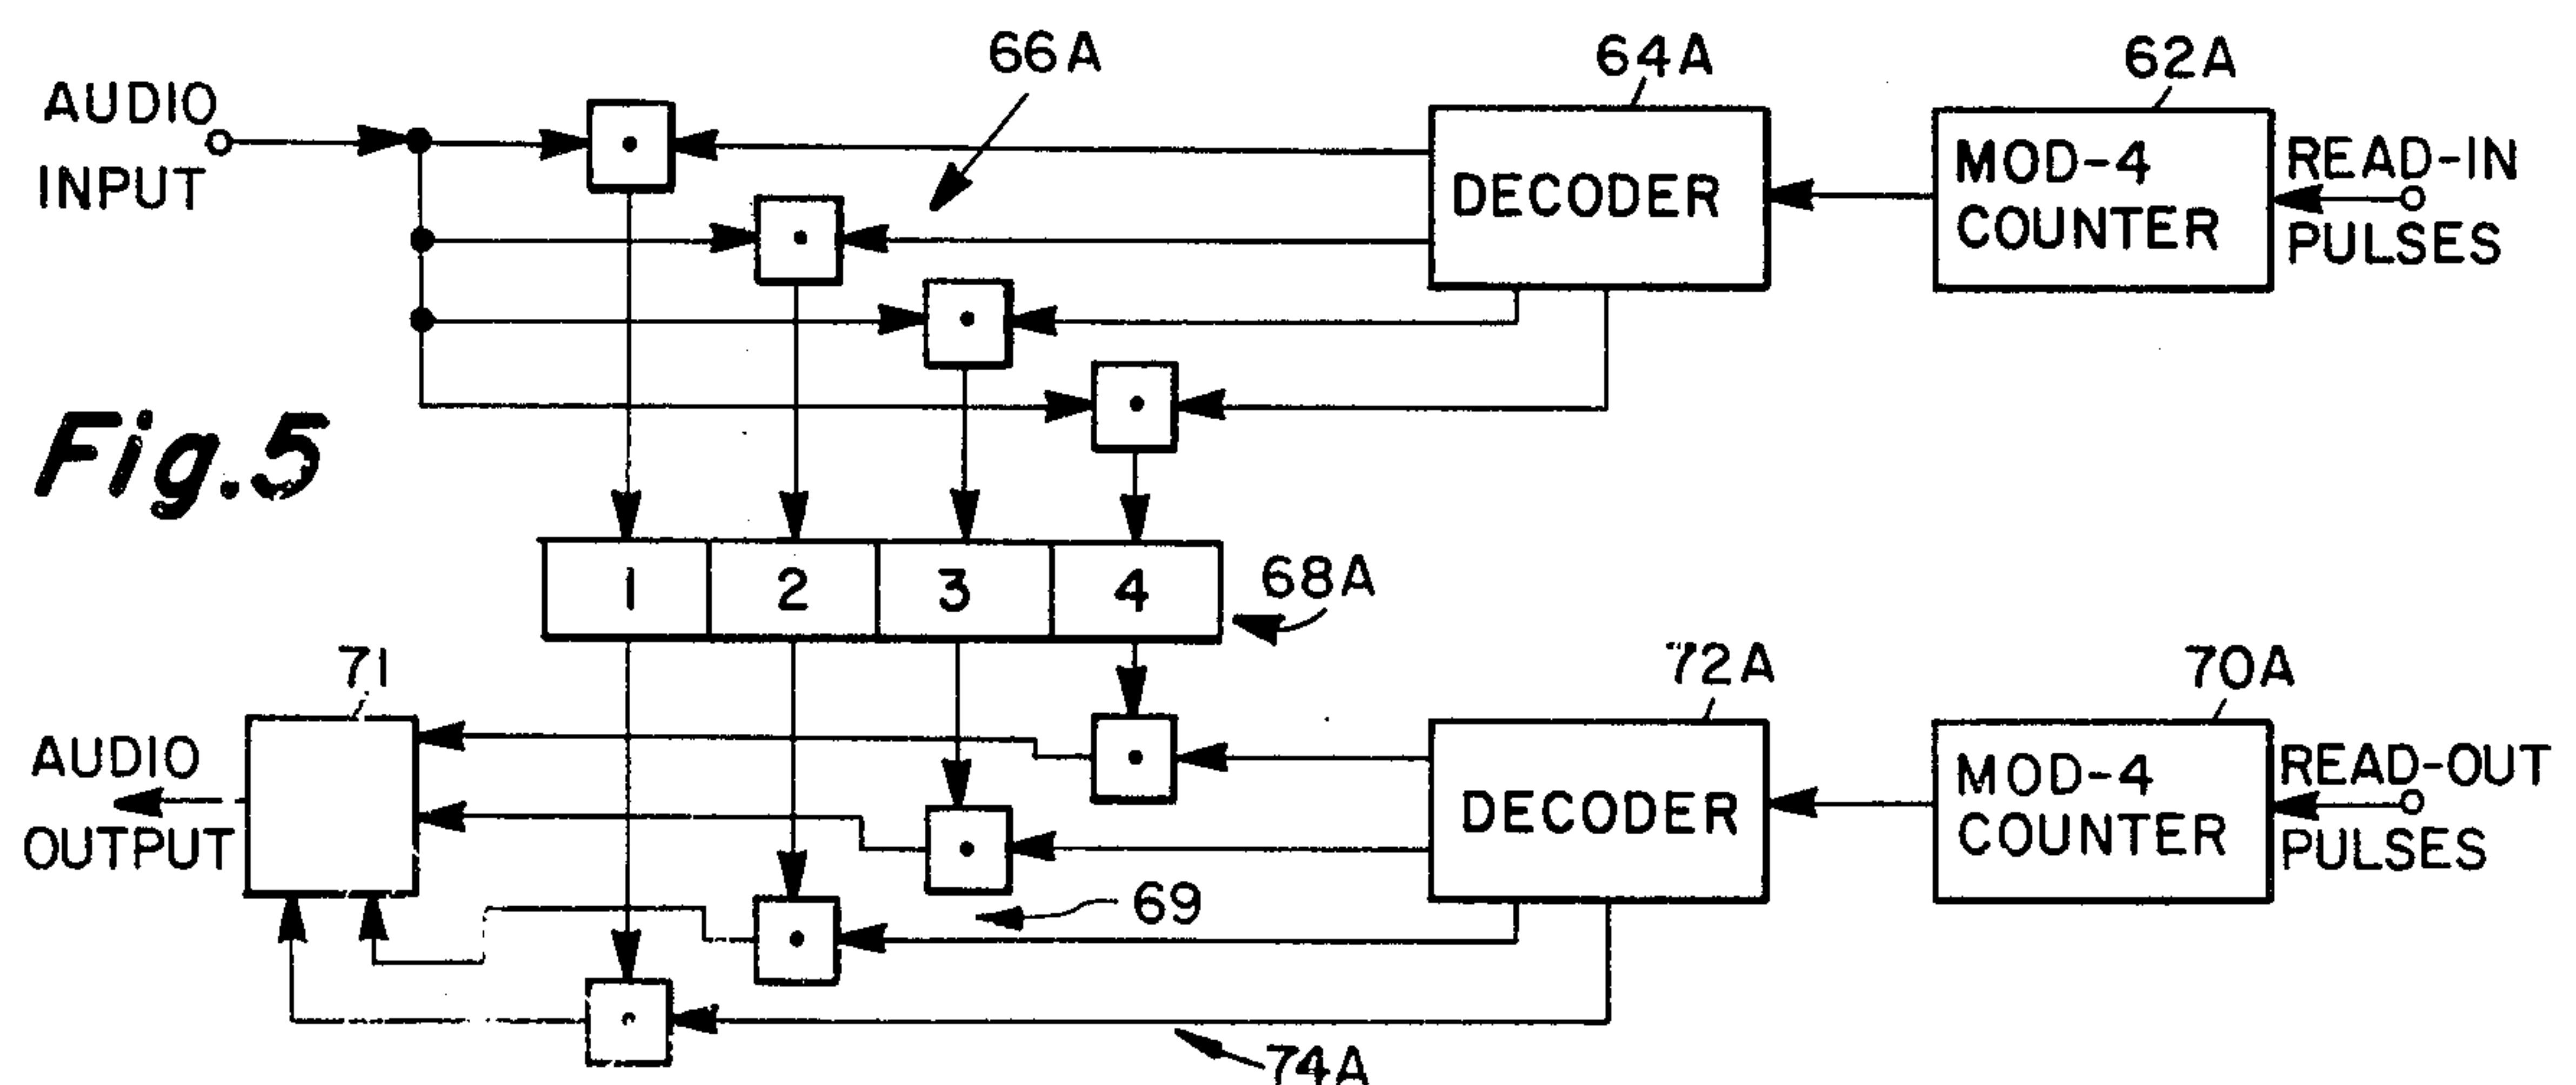 66A
64A
62A
AUDIO
INPUT
DECODER
MOD-4
COUNTER
READ-IN
PULSES
Fig.5
1 2 3 4
68A
71
72A
70A
AUDIO
OUTPUT
DECODER
MOD-4
COUNTER
READ-OUT
PULSES
69
74A